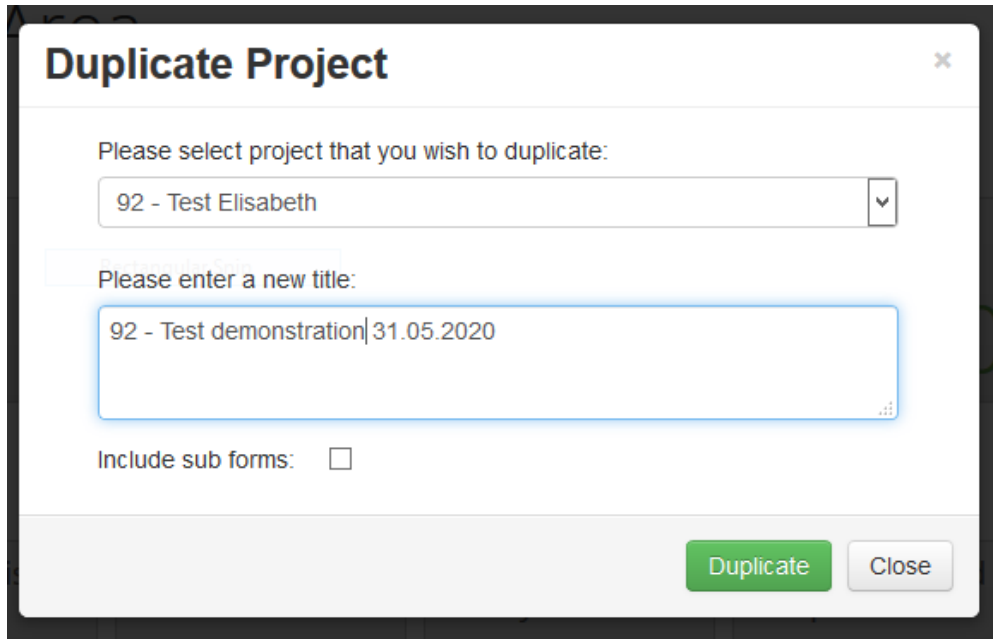 Area
Duplicate Project
×
Please select project that you wish to duplicate:
92 - Test Elisabeth
Please enter a new title:
92 - Test demonstration 31.05.2020
Include sub forms:
Duplicate
Close